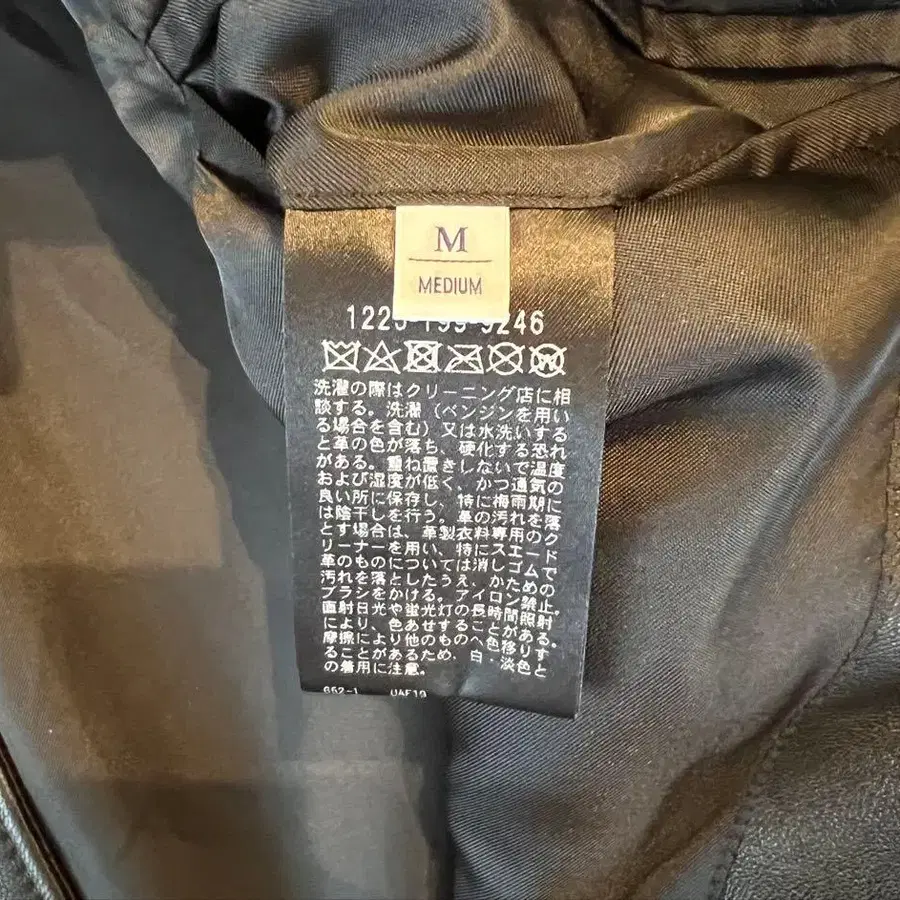 M
MEDIUM
1225-199-9246
洗濯の際はクリーニング店に相
談する。洗濯(ベンジンを用い
る場合を含む)又は水洗いする
と革の色が落ち、硬化する恐れ
がある。重ね置きしないで温度
および湿度が低く、かつ通気の
良い所に保存し、特に梅雨期に
は陰干しを行う。革の汚れを落
とす場合は、革製衣料専用のク
リーナーを用い、特にスエード
革のものについては消しゴムで
汚れを落としたうえ、かための
ブラシをかける。アイロン禁止。
直射日光や蛍光灯の長時間照射
により、色あせすることがある。
摩擦により他のものへ色移りす
ることがあるため、白・淡色と
の着用に注意。
662-1 UAF19